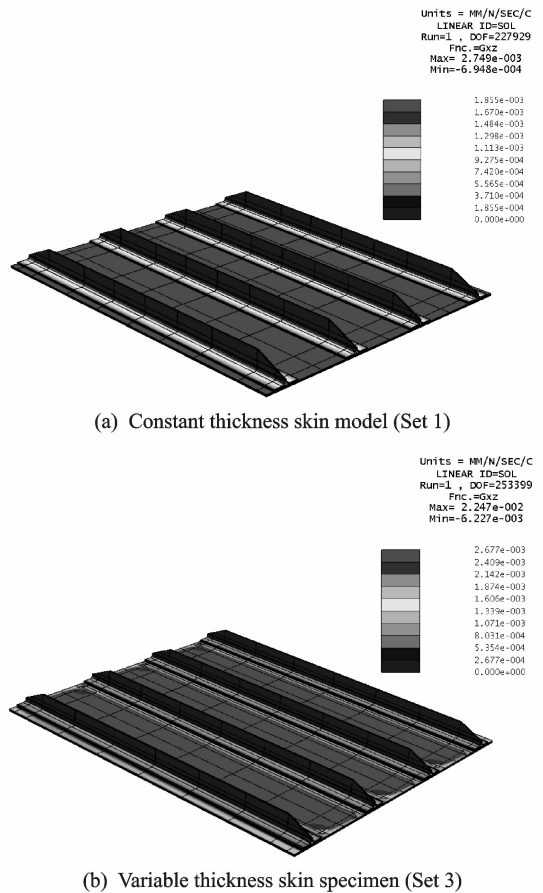 Units = MM/N/SEC/C
LINEAR ID=SOL
Run=1 , DOF=227929
Fnc.=Gxz
Max= 2.749e-003
Min=-6.948e-004
1.855e-003
1.670e-003
1.484e-003
1.298e-003
1.113e-003
9.275e-004
7.420e-004
5.565e-004
3.710e-004
1.855e-004
0.000e+000
(a) Constant thickness skin model (Set 1)
Units = MM/N/SEC/C
LINEAR ID=SOL
Run=1 , DOF=253399
Fnc.=Gxz
Max= 2.247e-002
Min=-6.227e-003
2.677e-003
2.409e-003
2.142e-003
1.874e-003
1.606e-003
1.339e-003
1.071e-003
8.031e-004
5.354e-004
2.677e-004
0.000e+000
(b) Variable thickness skin specimen (Set 3)